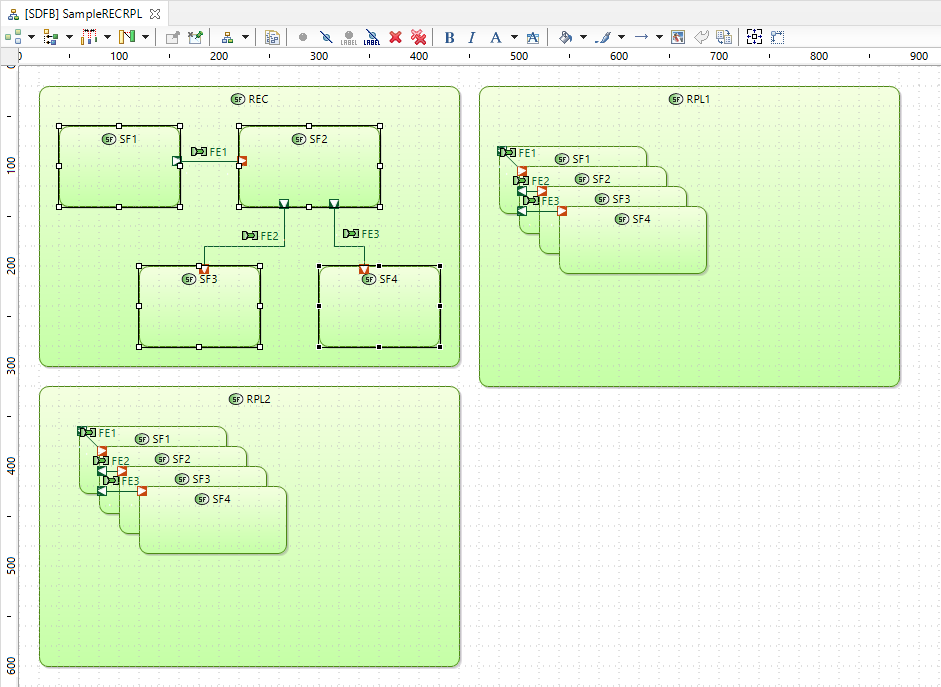 [SDFB] SampleRECRPL
LABEL LABEL B I A A
0 100 200 300 400 500 600 700 800 900
0
100
200
300
400
500
600
SF REC
SF SF1
FE1
SF SF2
FE2
FE3
SF SF3
SF SF4
SF RPL1
FE1
SF SF1
FE2
SF SF2
FE3
SF SF3
SF SF4
SF RPL2
FE1
SF SF1
FE2
SF SF2
FE3
SF SF3
SF SF4